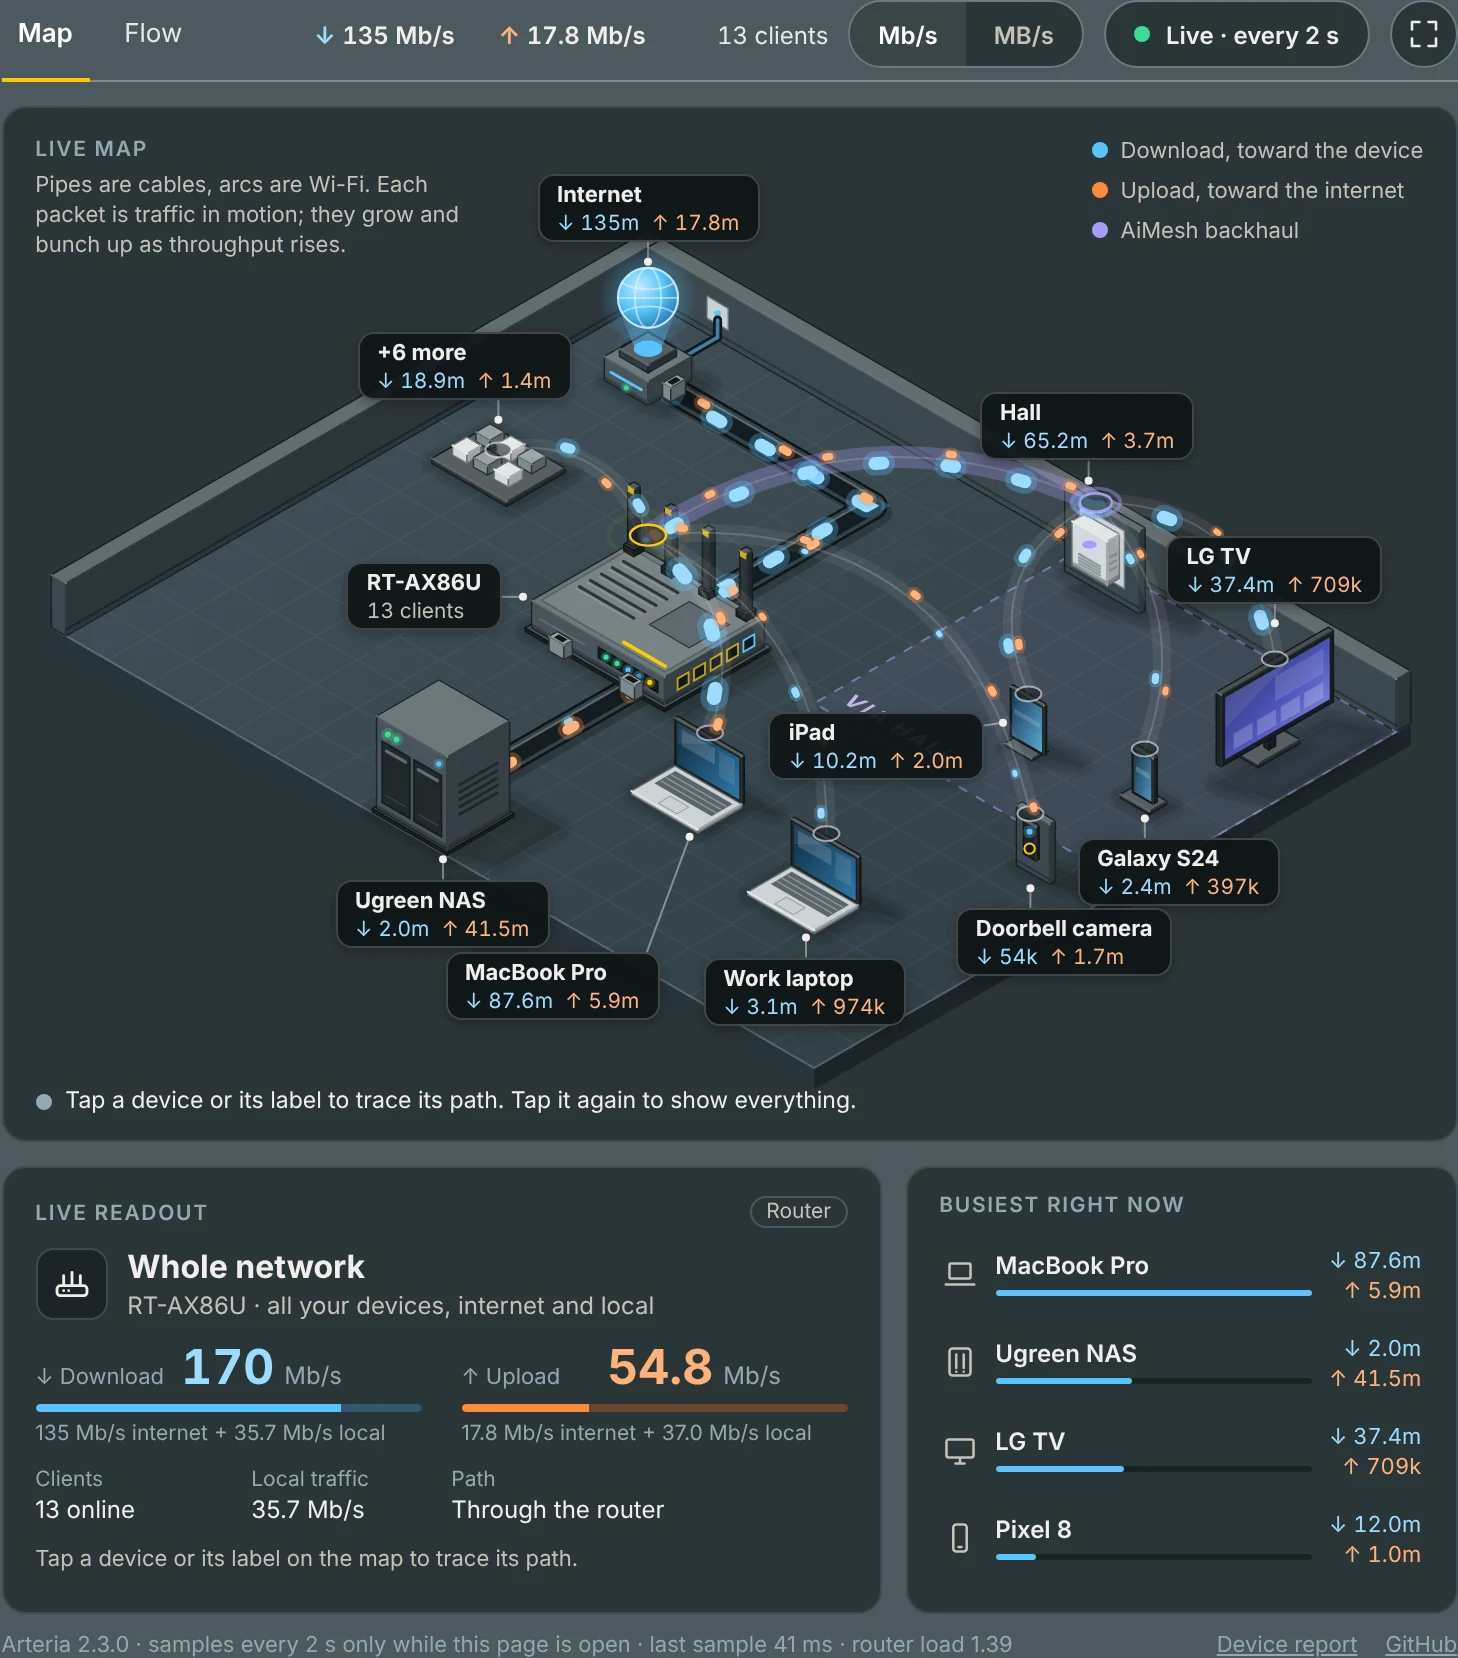 Map
Flow
↓ 135 Mb/s
↑ 17.8 Mb/s
13 clients
Mb/s
MB/s
Live · every 2 s
LIVE MAP
Pipes are cables, arcs are Wi-Fi. Each
packet is traffic in motion; they grow and
bunch up as throughput rises.
Download, toward the device
Upload, toward the internet
AiMesh backhaul
Internet
↓ 135m ↑ 17.8m
+6 more
↓ 18.9m ↑ 1.4m
Hall
↓ 65.2m ↑ 3.7m
LG TV
↓ 37.4m ↑ 709k
RT-AX86U
13 clients
VIA HALL
iPad
↓ 10.2m ↑ 2.0m
Galaxy S24
↓ 2.4m ↑ 397k
Ugreen NAS
↓ 2.0m ↑ 41.5m
Doorbell camera
↓ 54k ↑ 1.7m
MacBook Pro
↓ 87.6m ↑ 5.9m
Work laptop
↓ 3.1m ↑ 974k
Tap a device or its label to trace its path. Tap it again to show everything.
LIVE READOUT
Router
Whole network
RT-AX86U · all your devices, internet and local
↓ Download 170 Mb/s
↑ Upload 54.8 Mb/s
135 Mb/s internet + 35.7 Mb/s local
17.8 Mb/s internet + 37.0 Mb/s local
Clients
13 online
Local traffic
35.7 Mb/s
Path
Through the router
Tap a device or its label on the map to trace its path.
BUSIEST RIGHT NOW
MacBook Pro
↓ 87.6m
↑ 5.9m
Ugreen NAS
↓ 2.0m
↑ 41.5m
LG TV
↓ 37.4m
↑ 709k
Pixel 8
↓ 12.0m
↑ 1.0m
Arteria 2.3.0 · samples every 2 s only while this page is open · last sample 41 ms · router load 1.39
Device report
GitHub